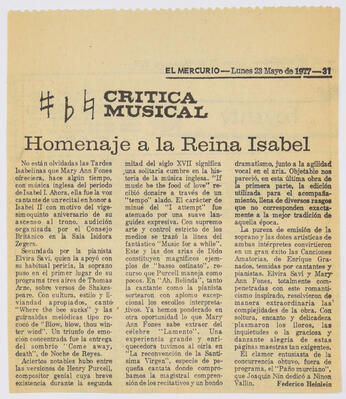 EL MERCURIO—Lunes 23 Mayo de 1977—31
CRITICA
MUSICAL
Homenaje a la Reina Isabel
No están olvidadas las Tardes
Isabelinas que Mary Ann Fones
ofreciera, hace algún tiempo,
con música inglesa del período
de Isabel I. Ahora, ella fue la voz
cantante de un recital en honor a
Isabel II con motivo del vigé-
simoquinto aniversario de su
ascensión al trono, audición
organizada por el Consejo
Británico en la Sala Isidora
Zegers.
Secundada por la pianista
Elvira Savi, quien la apoyó con
su habitual pericia, la soprano
dio el primer lugar de su
programa a tres aires de Thomas
Arne, sobre versos de Shakes-
peare. Con cultura, estilo y li-
viandad apropiada, canto
"Where the bee sucks" y las
guirnaldas melódicas tipo roco-
có de "Blow, blow, thou win-
ter wind". Un triunfo de emo-
ción concentrada fue la entrega
del sombrío "Come away,
death", de Noche de Reyes.
Aciertos notables hubo entre
las versiones de Henry Purcell,
compositor genial cuya breve
existencia durante la segunda
mitad del siglo XVII significa
una solitaria cumbre en la his-
toria de la música inglesa. "If
music be the food of love" re-
cibió donaire a través de un
"tempo" alado. El carácter de
danza de "I attempt" fue
atemperado por una suave lan-
guidez expresiva. Con supremo
arte y control estricto de los
medios se trazó la línea del
fantástico "Music for a while".
Este y las dos arias de Dido
constituyen magníficos ejem-
plos de "basso ostinato", re-
curso que Purcell maneja como
pocos. En "Ah, Belinda", tanto
la cantante como la pianista
sortearon con aplomo excep-
cional los escollos interpreta-
tivos. Ya hemos ponderado en
otra oportunidad lo que Mary
Ann Fones sabe extraer del
célebre "Lamento". Una
experiencia grande y enri-
quecedora tuvimos al oírla en
"La reconvención de la Santí-
sima Virgen", especie de pe-
queña cantata donde compro-
bamos la magistral compren-
sión de los recitativos y un hondo
dramatismo, junto a la agilidad
vocal en el aria. Objetable nos
pareció, en esta última obra de
la primera parte, la edición
utilizada para el acompaña-
miento, llena de diversos rasgos
que no corresponden exacta-
mente a la mejor tradición de
aquella época.
La pureza de emisión de la
soprano y las dotes artísticas de
ambas intérpretes convirtieron
en un gran éxito las Canciones
Amatorias, de Enrique Gra-
nados, temidas por cantantes y
pianistas. Elvira Savi y Mary
Ann Fones, totalmente com-
penetradas con este romanti-
cismo inspirado, resolvieron de
manera extraordinaria las
complejidades de la obra. Con
soltura, encanto y delicadeza
plasmaron los lloros, las
inquietudes o la graciosa y
danzante alegría de estas
páginas maestras tan exigentes.
El clamor entusiasta de la
concurrencia obtuvo, fuera de
programa, el "Paño murciano",
que Joaquín Nin dedicó a Ninon
Vallin.
Federico Heinlein